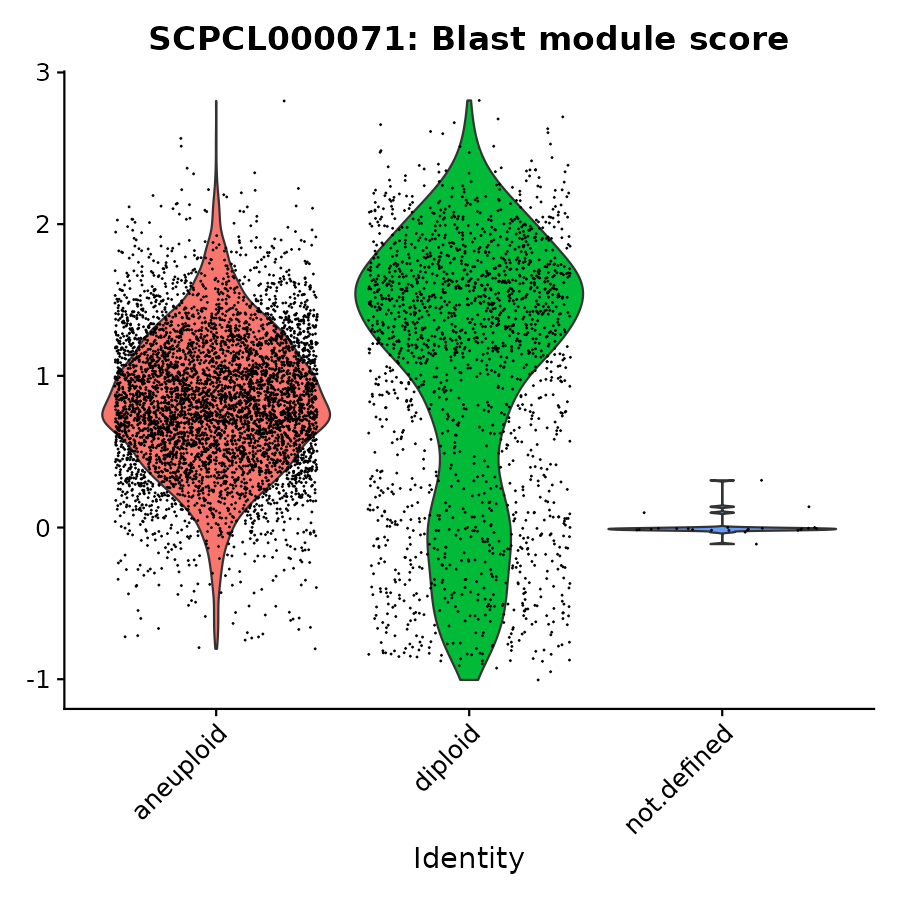 SCPCL000071: Blast module score
3
2
1
0
-1
aneuploid
diploid
not.defined
Identity